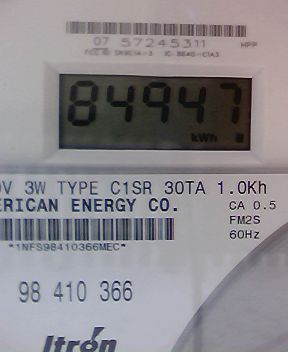 07 57245311 HPP
84947
kWh
V 3W TYPE C1SR 30TA 1.0Kh
ERICAN ENERGY CO. CA 0.5
FM2S
60Hz
*1NFS98410366MEC*
98 410 366
Itron